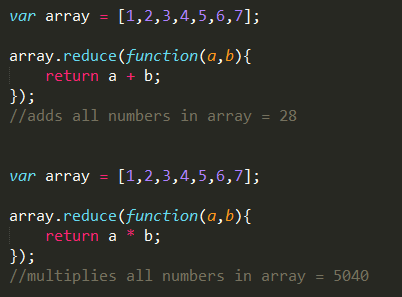 var array = [1,2,3,4,5,6,7];
array.reduce(function(a,b){
    return a + b;
});
//adds all numbers in array = 28
var array = [1,2,3,4,5,6,7];
array.reduce(function(a,b){
    return a * b;
});
//multiplies all numbers in array = 5040